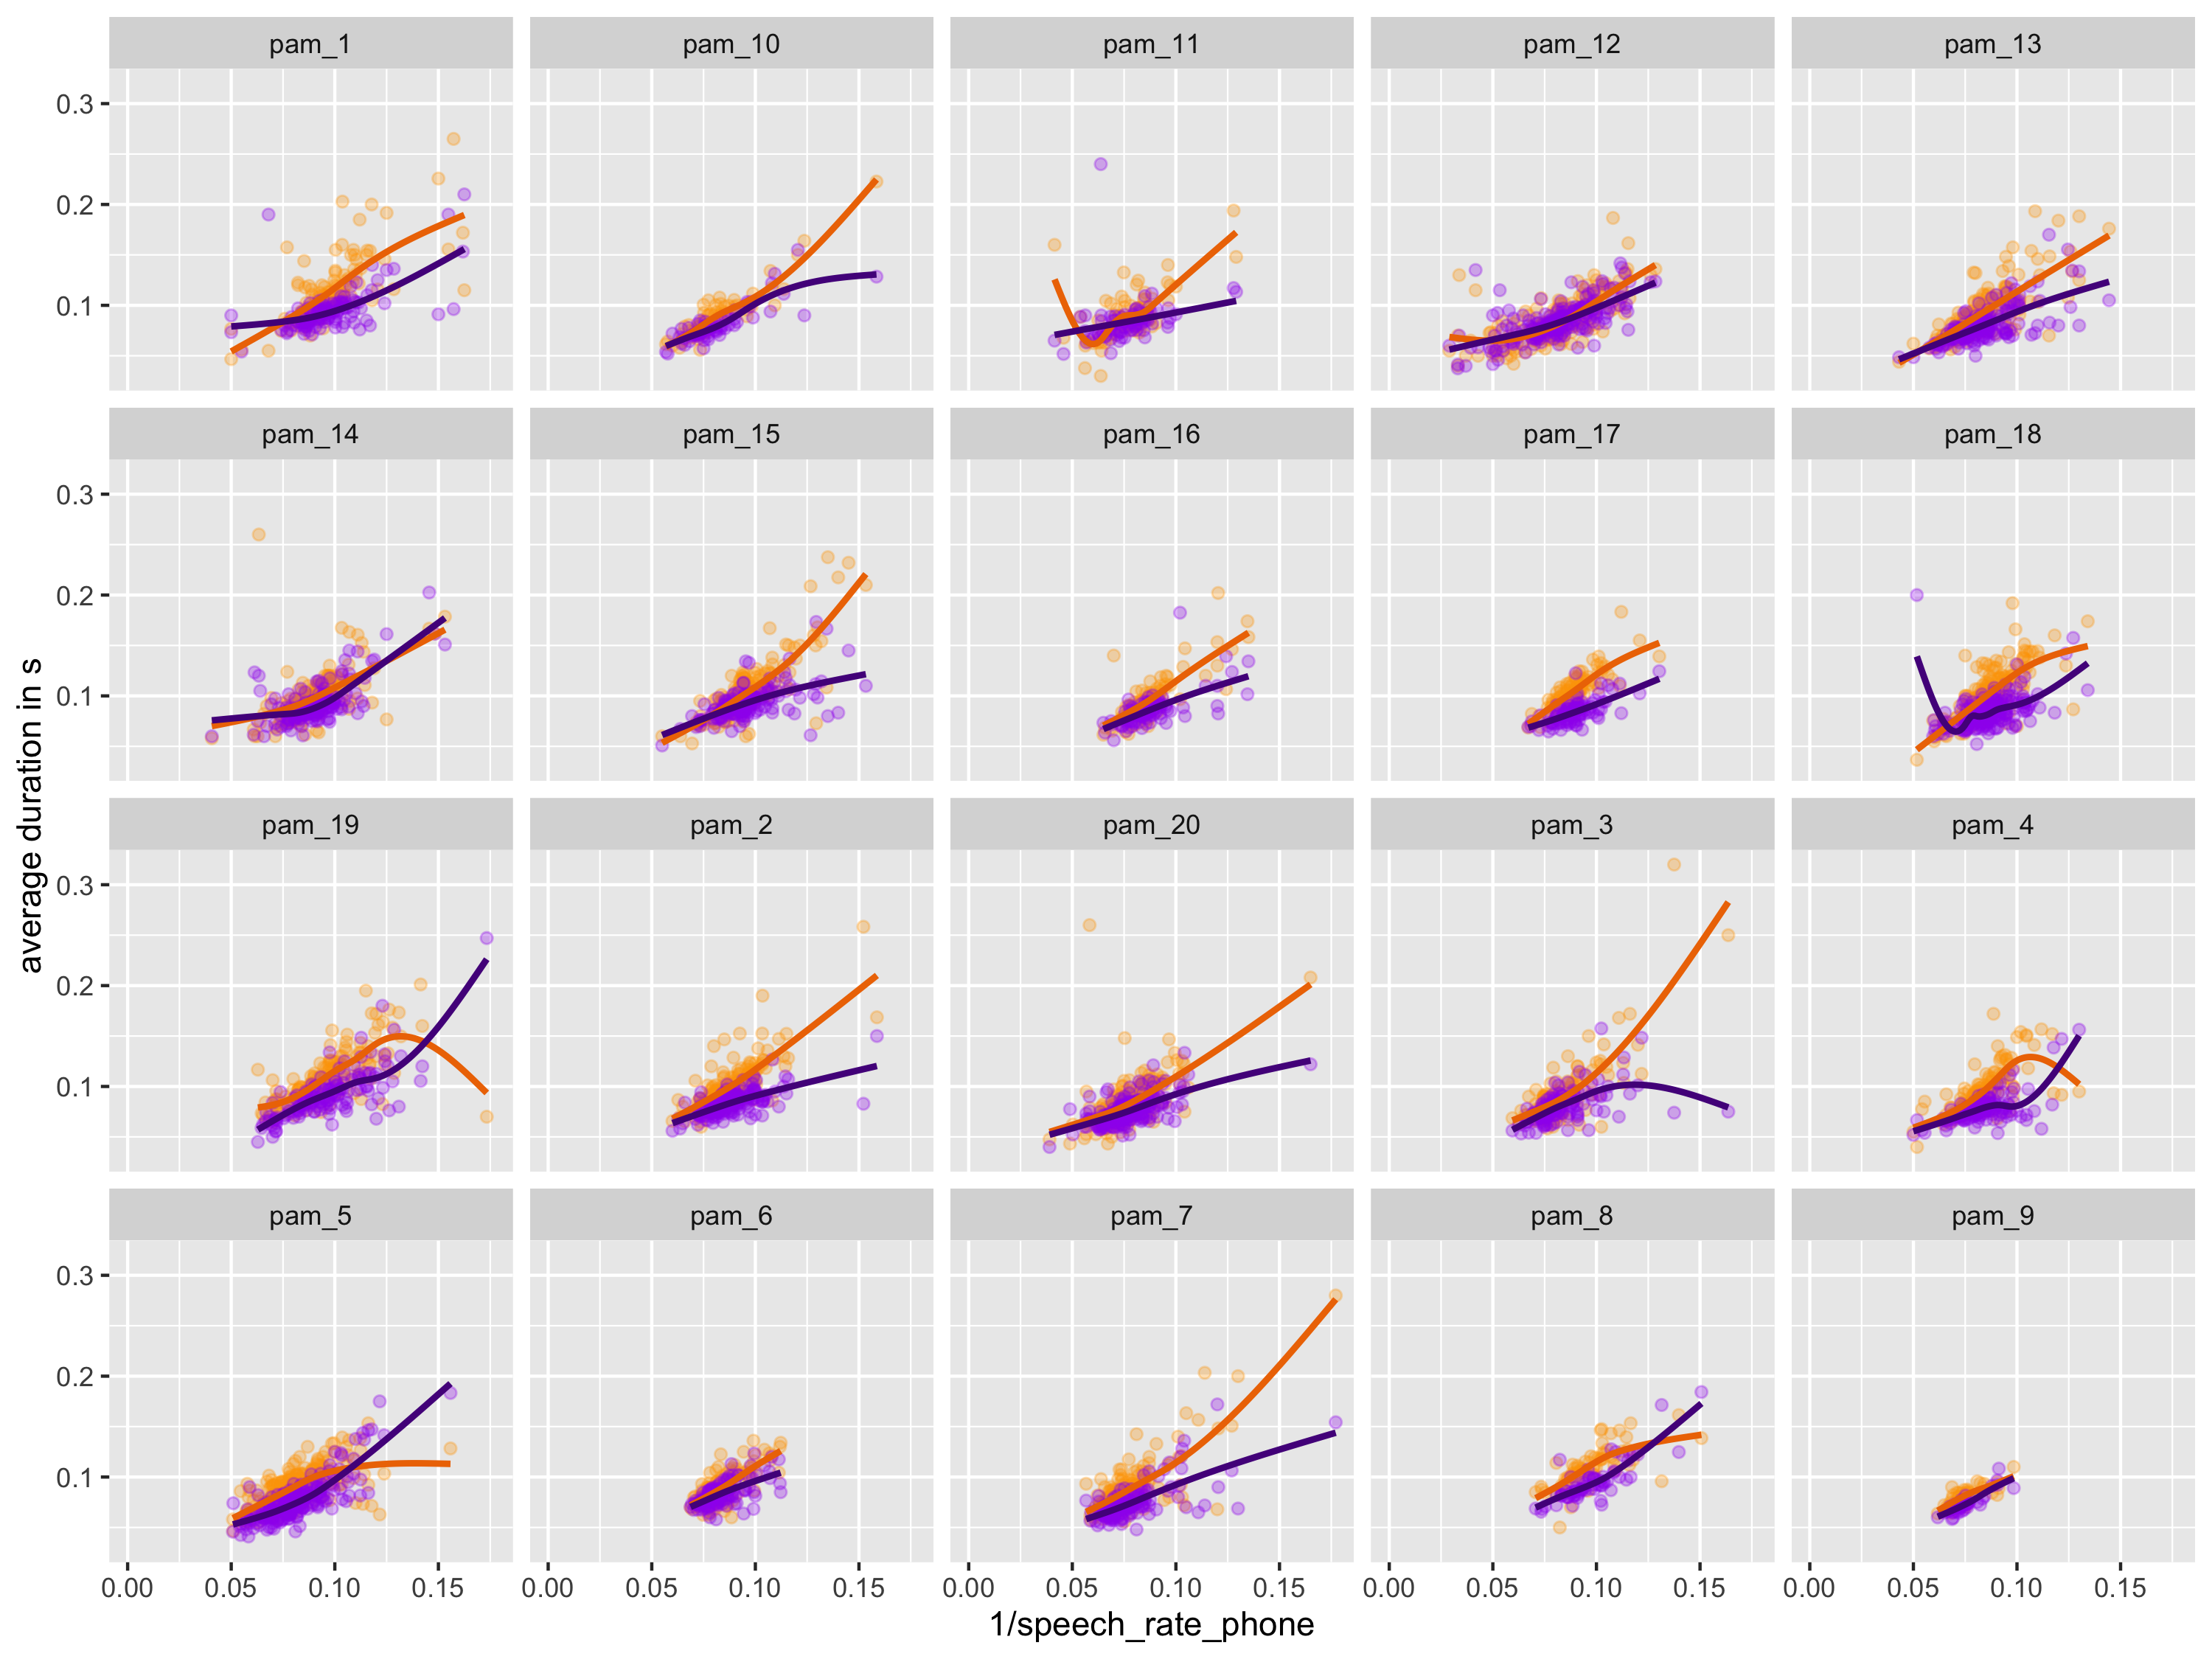 pam_1 pam_10 pam_11 pam_12 pam_13
0.3
0.2
0.1
pam_14 pam_15 pam_16 pam_17 pam_18
0.3
0.2
0.1
pam_19 pam_2 pam_20 pam_3 pam_4
0.3
0.2
0.1
pam_5 pam_6 pam_7 pam_8 pam_9
0.3
0.2
0.1
0.00 0.05 0.10 0.15 0.00 0.05 0.10 0.15 0.00 0.05 0.10 0.15 0.00 0.05 0.10 0.15 0.00 0.05 0.10 0.15
1/speech_rate_phone
average duration in s